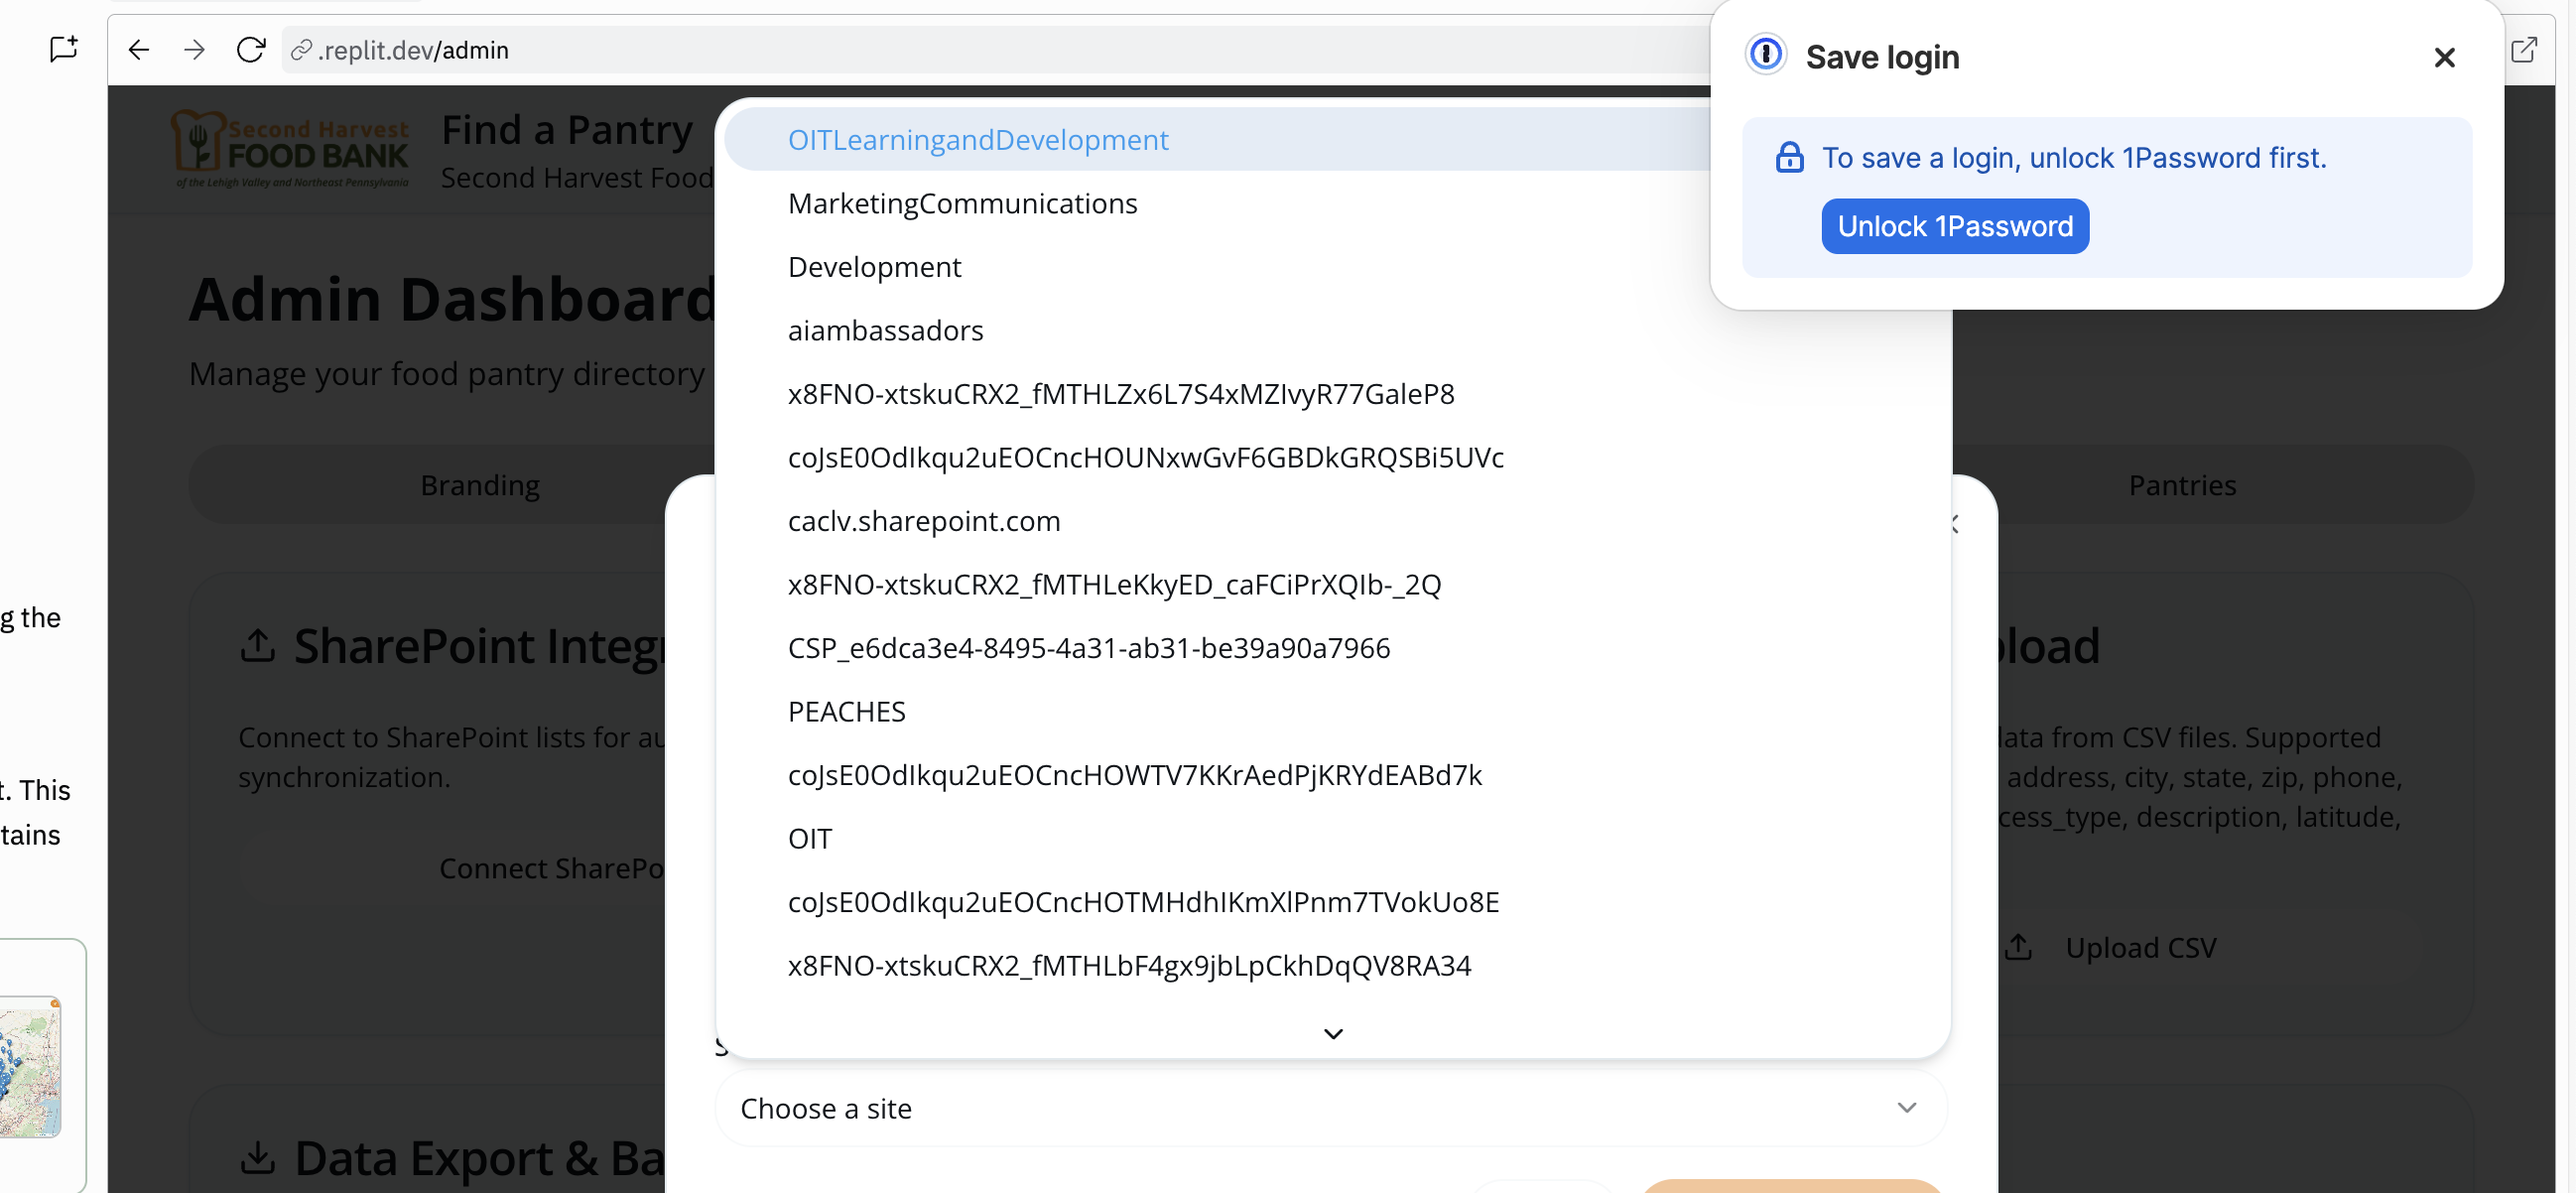 .replit.dev/admin
Save login
To save a login, unlock 1Password first.
Unlock 1Password
Second Harvest
FOOD BANK
of the Lehigh Valley and Northeast Pennsylvania
Find a Pantry
Second Harvest Food
Admin Dashboard
Manage your food pantry directory
Branding
Pantries
OITLearningandDevelopment
MarketingCommunications
Development
aiambassadors
x8FNO-xtskuCRX2_fMTHLZx6L7S4xMZIvyR77GaleP8
coJsE0OdIkqu2uEOCncHOUNxwGvF6GBDkGRQSBi5UVc
caclv.sharepoint.com
x8FNO-xtskuCRX2_fMTHLeKkyED_caFCiPrXQIb-_2Q
CSP_e6dca3e4-8495-4a31-ab31-be39a90a7966
PEACHES
coJsE0OdIkqu2uEOCncHOWTV7KKrAedPjKRYdEABd7k
OIT
coJsE0OdIkqu2uEOCncHOTMHdhIKmXlPnm7TVokUo8E
x8FNO-xtskuCRX2_fMTHLbF4gx9jbLpCkhDqQV8RA34
Choose a site
g the
t. This
tains
SharePoint Integr
Connect to SharePoint lists for au
synchronization.
Connect SharePo
load
data from CSV files. Supported
address, city, state, zip, phone,
cess_type, description, latitude,
Upload CSV
Data Export & Ba